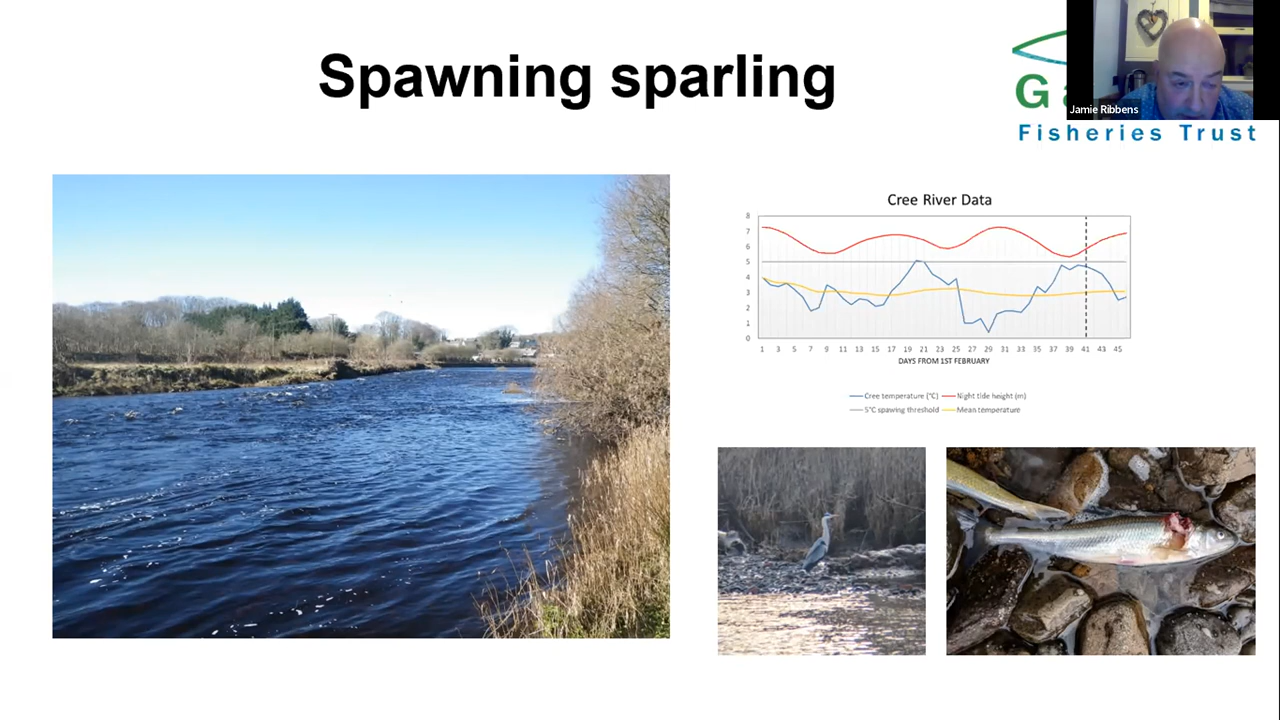 Spawning sparling
Jamie Ribbens
Fisheries Trust
Cree River Data
8
7
6
5
4
3
2
1
0
1 3 5 7 9 11 13 15 17 19 21 23 25 27 29 31 33 35 37 39 41 43 45
DAYS FROM 1ST FEBRUARY
Cree temperature (°C) Night tide height (m)
5°C spawing threshold Mean temperature